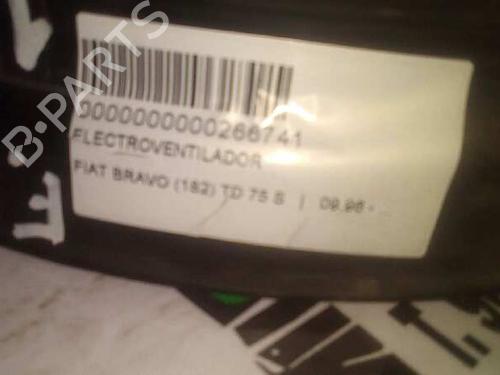 B-PARTS
0000000000266741
ELECTROVENTILADOR
FIAT BRAVO (182) TD 75 S | 09.96 -